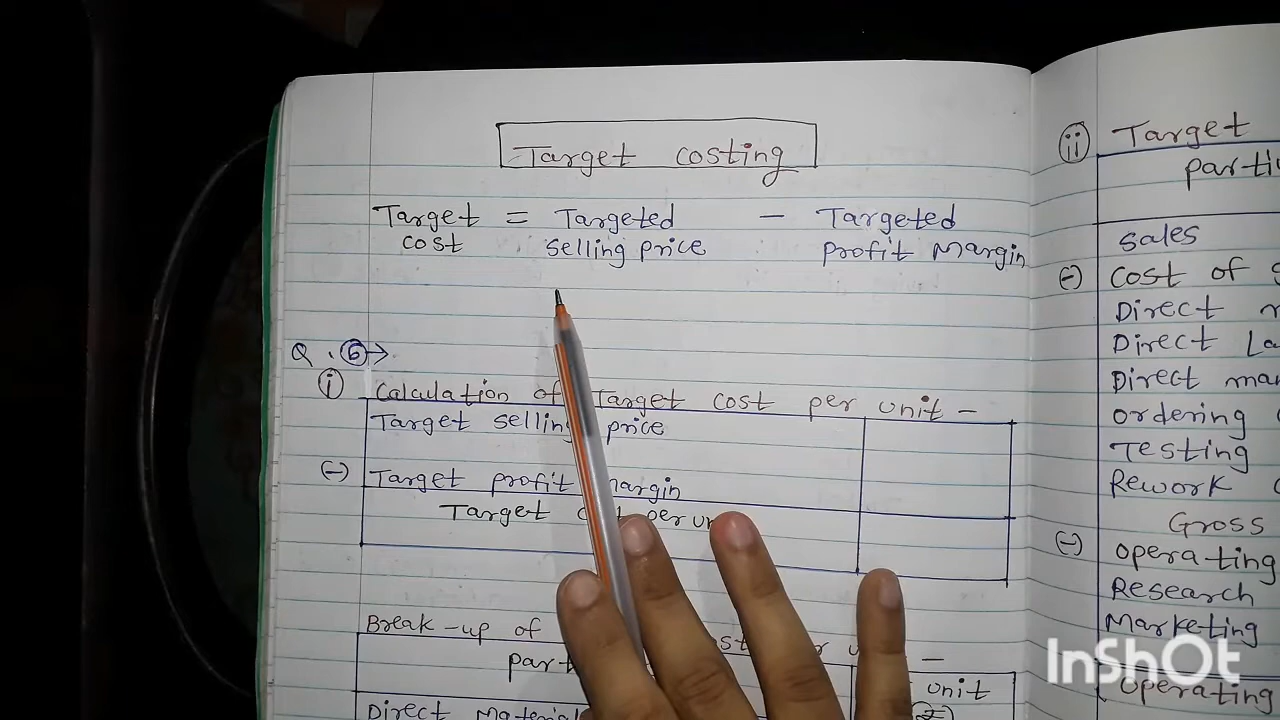 Target costing
Target = Targeted - Targeted
cost selling price profit Margin
Q. 6 →
i Calculation of Target cost per unit -
Target selling price
(-) Target profit margin
Target per
Break-up of
unit
Direct Material
ii Target
Sales
(-) Cost of
Direct
Direct
Direct
ordering
Testing
Rework
Gross
(-) operating
Research
Marketing
operating
InShOt